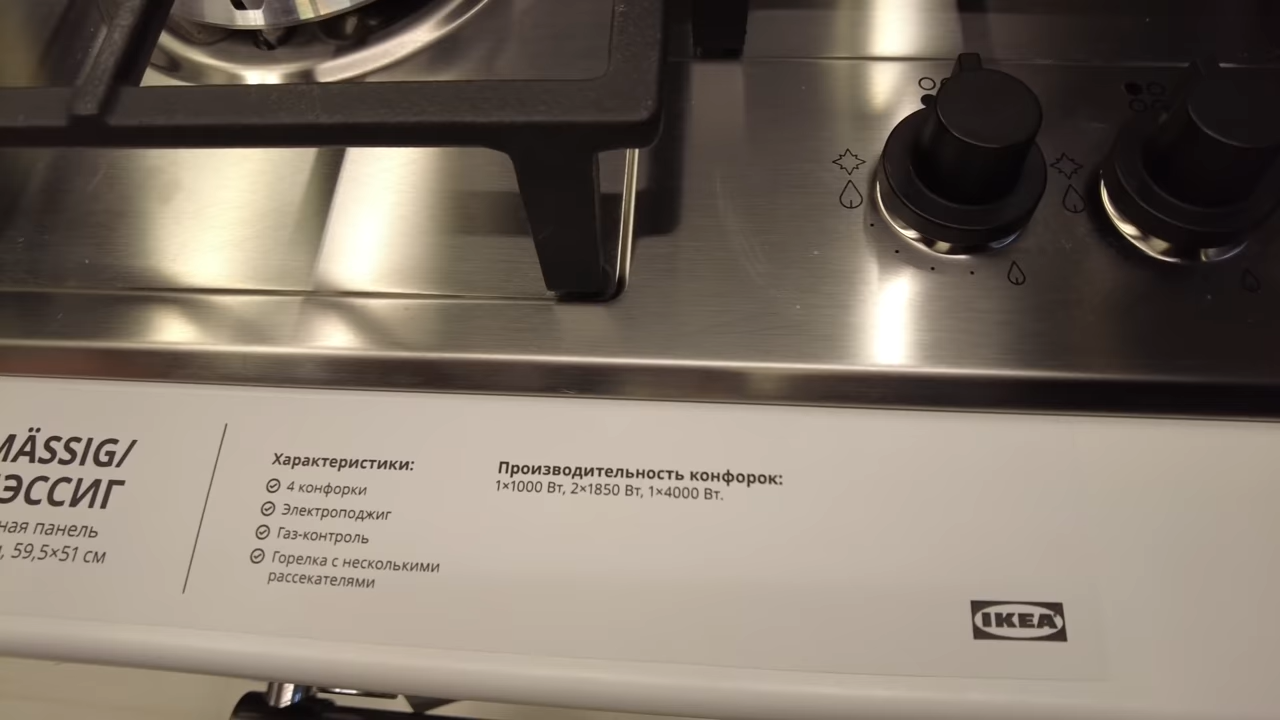 MÄSSIG/
ЭССИГ
ная панель
, 59,5×51 см
Характеристики:
4 конфорки
Электроподжиг
Газ-контроль
Горелка с несколькими
рассекателями
Производительность конфорок:
1×1000 Вт, 2×1850 Вт, 1×4000 Вт.
IKEA